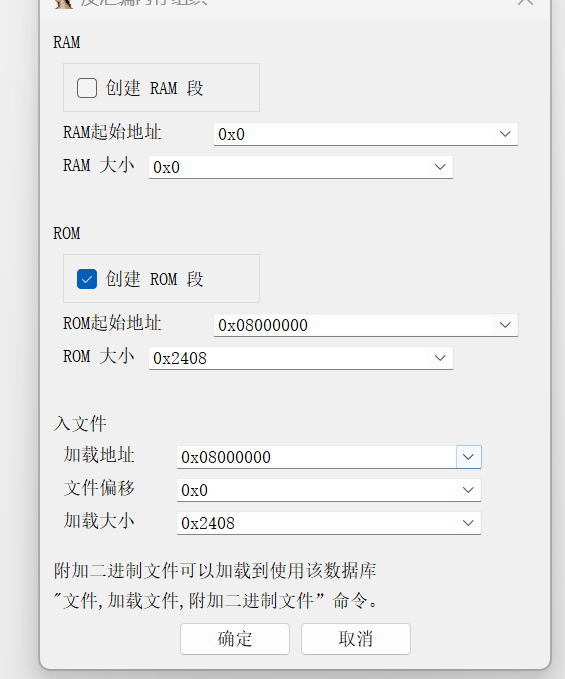 RAM
创建 RAM 段
RAM起始地址 0x0
RAM 大小 0x0
ROM
创建 ROM 段
ROM起始地址 0x08000000
ROM 大小 0x2408
入文件
加载地址 0x08000000
文件偏移 0x0
加载大小 0x2408
附加二进制文件可以加载到使用该数据库
"文件,加载文件,附加二进制文件”命令。
确定 取消